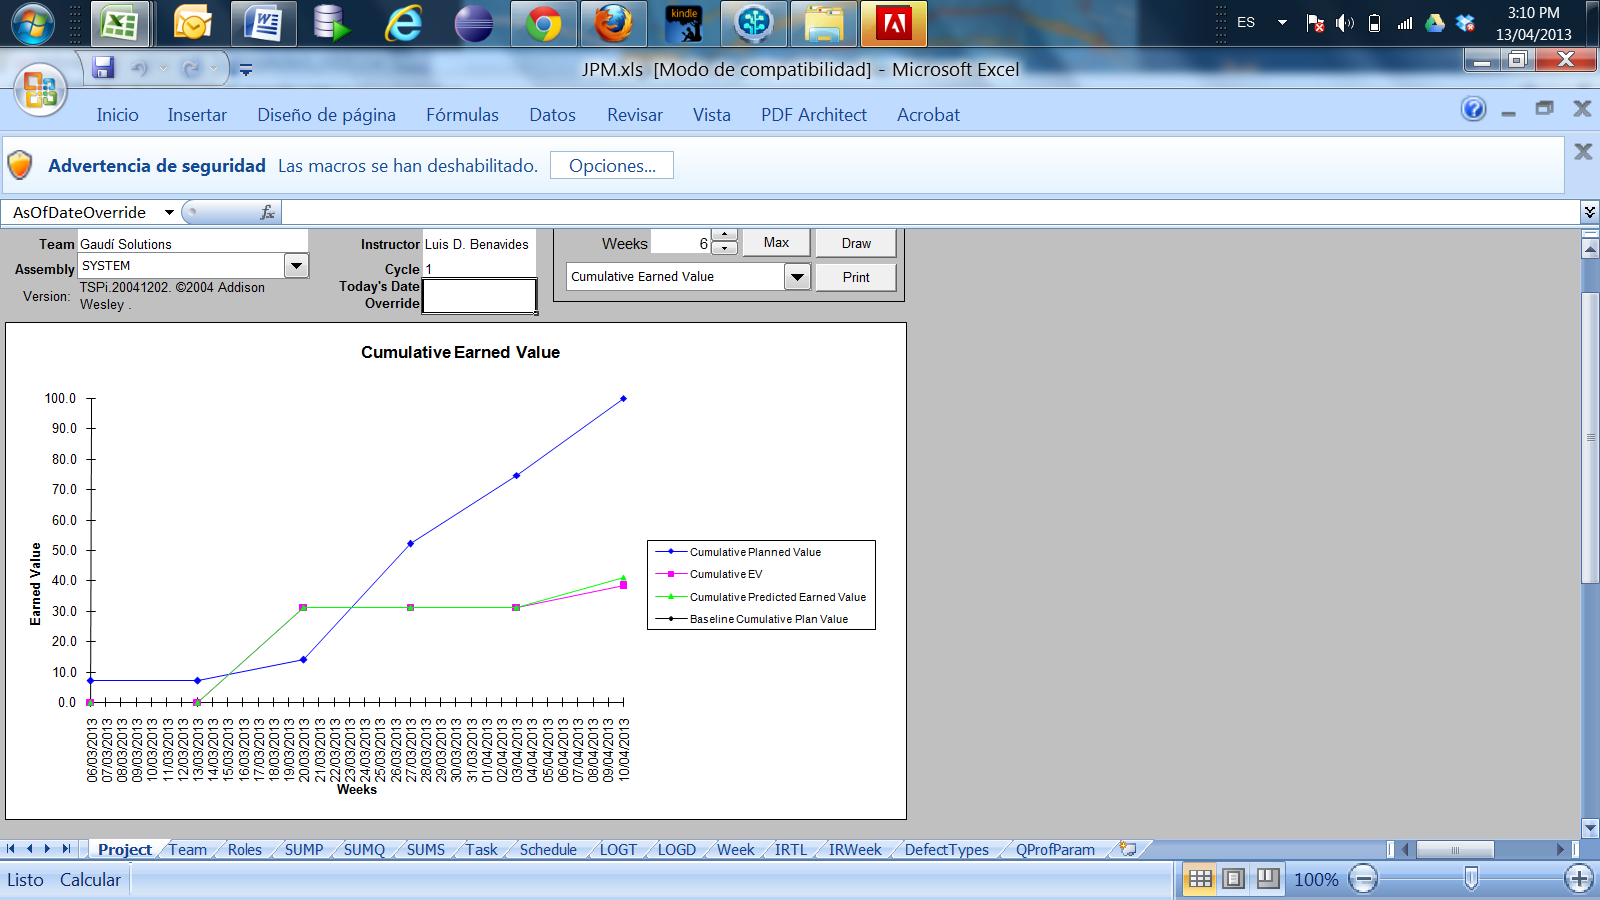 kindle
ES
3:10 PM
13/04/2013
JPM.xls  [Modo de compatibilidad] - Microsoft Excel
Inicio Insertar Diseño de página Fórmulas Datos Revisar Vista PDF Architect Acrobat
Advertencia de seguridad Las macros se han deshabilitado. Opciones...
AsOfDateOverride fx
Team Gaudí Solutions Instructor Luis D. Benavides Weeks 6 Max Draw
Assembly SYSTEM Cycle 1 Cumulative Earned Value Print
Version: TSPi.20041202. ©2004 Addison
Wesley .
Today's Date
Override
Cumulative Earned Value
100.0
90.0
80.0
70.0
60.0
50.0
40.0
30.0
20.0
10.0
0.0
Earned Value
Cumulative Planned Value
Cumulative EV
Cumulative Predicted Earned Value
Baseline Cumulative Plan Value
06/03/2013
07/03/2013
08/03/2013
09/03/2013
10/03/2013
11/03/2013
12/03/2013
13/03/2013
14/03/2013
15/03/2013
16/03/2013
17/03/2013
18/03/2013
19/03/2013
20/03/2013
21/03/2013
22/03/2013
23/03/2013
24/03/2013
25/03/2013
26/03/2013
27/03/2013
28/03/2013
29/03/2013
30/03/2013
31/03/2013
01/04/2013
02/04/2013
03/04/2013
04/04/2013
05/04/2013
06/04/2013
07/04/2013
08/04/2013
09/04/2013
10/04/2013
Weeks
Project Team Roles SUMP SUMQ SUMS Task Schedule LOGT LOGD Week IRTL IRWeek DefectTypes QProfParam
Listo Calcular 100%